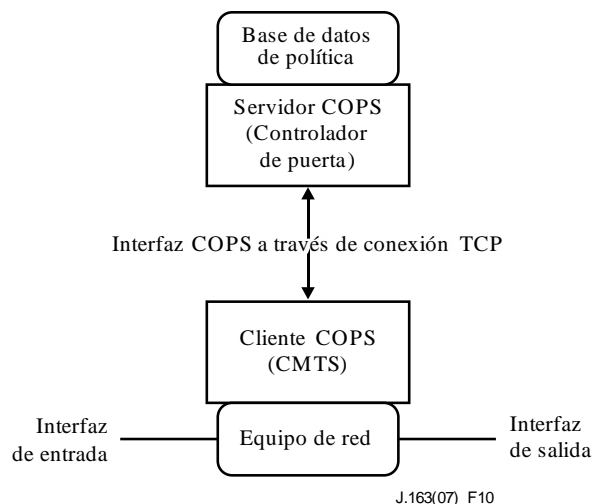 Base de datos
de política
Servidor COPS
(Controlador
de puerta)
Interfaz COPS a través de conexión TCP
Cliente COPS
(CMTS)
Interfaz
de entrada
Equipo de red
Interfaz
de salida
J.163(07)_F10